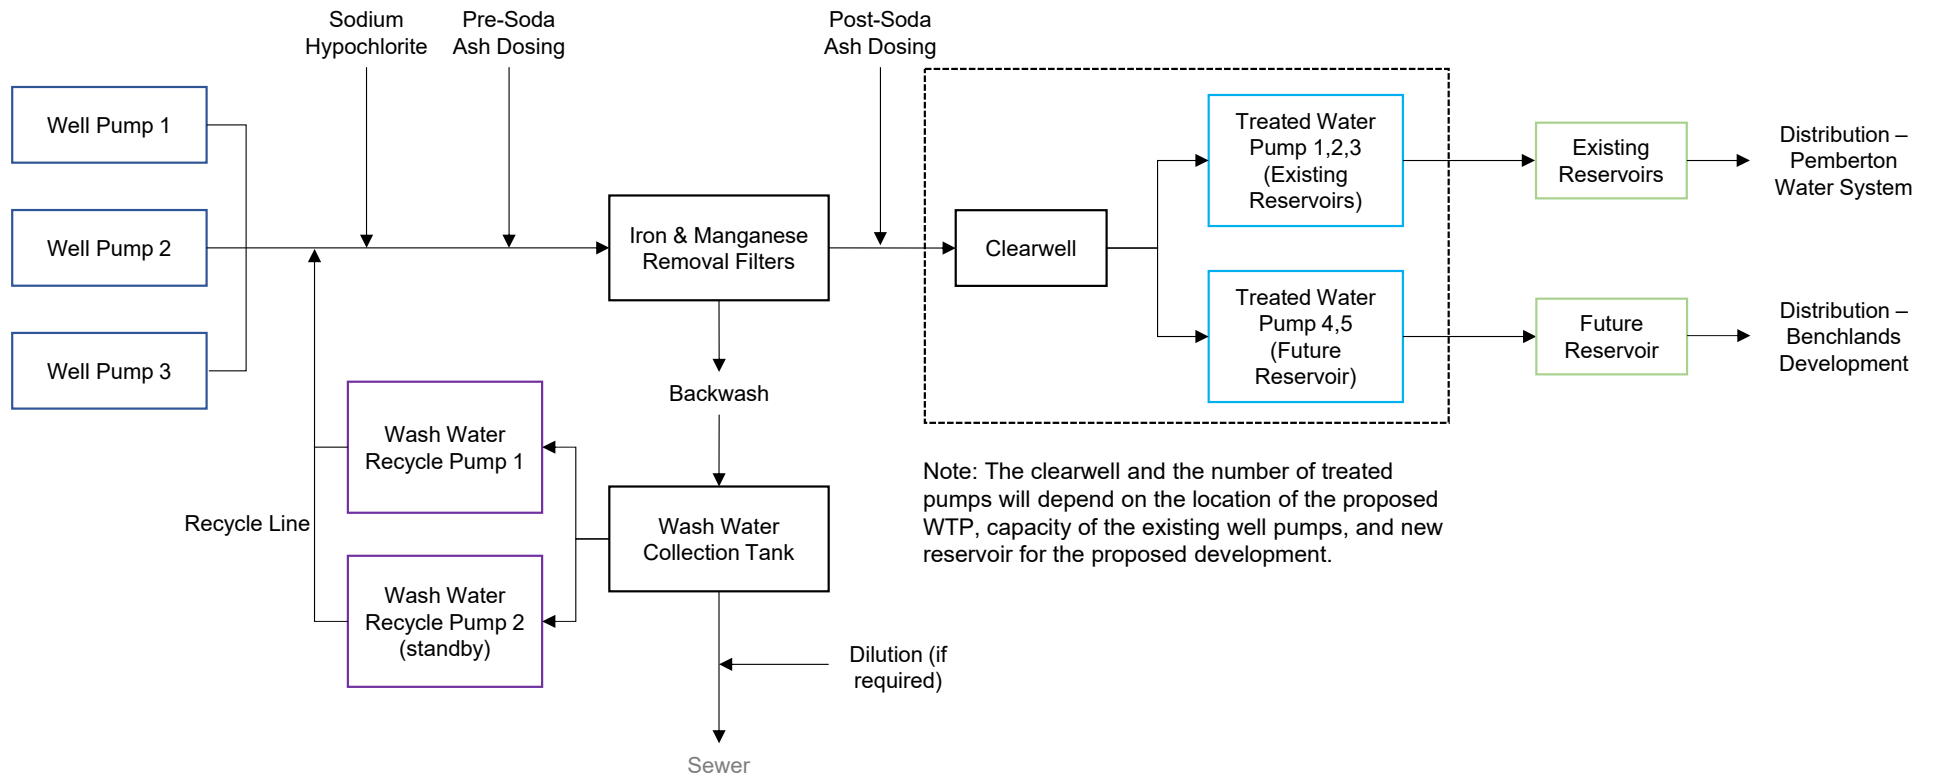 Sodium
Hypochlorite
Pre-Soda
Ash Dosing
Post-Soda
Ash Dosing
Well Pump 1
Well Pump 2
Well Pump 3
Iron & Manganese
Removal Filters
Clearwell
Treated Water
Pump 1,2,3
(Existing
Reservoirs)
Existing
Reservoirs
Distribution –
Pemberton
Water System
Treated Water
Pump 4,5
(Future
Reservoir)
Future
Reservoir
Distribution –
Benchlands
Development
Backwash
Wash Water
Recycle Pump 1
Recycle Line
Wash Water
Recycle Pump 2
(standby)
Wash Water
Collection Tank
Note: The clearwell and the number of treated
pumps will depend on the location of the proposed
WTP, capacity of the existing well pumps, and new
reservoir for the proposed development.
Dilution (if
required)
Sewer